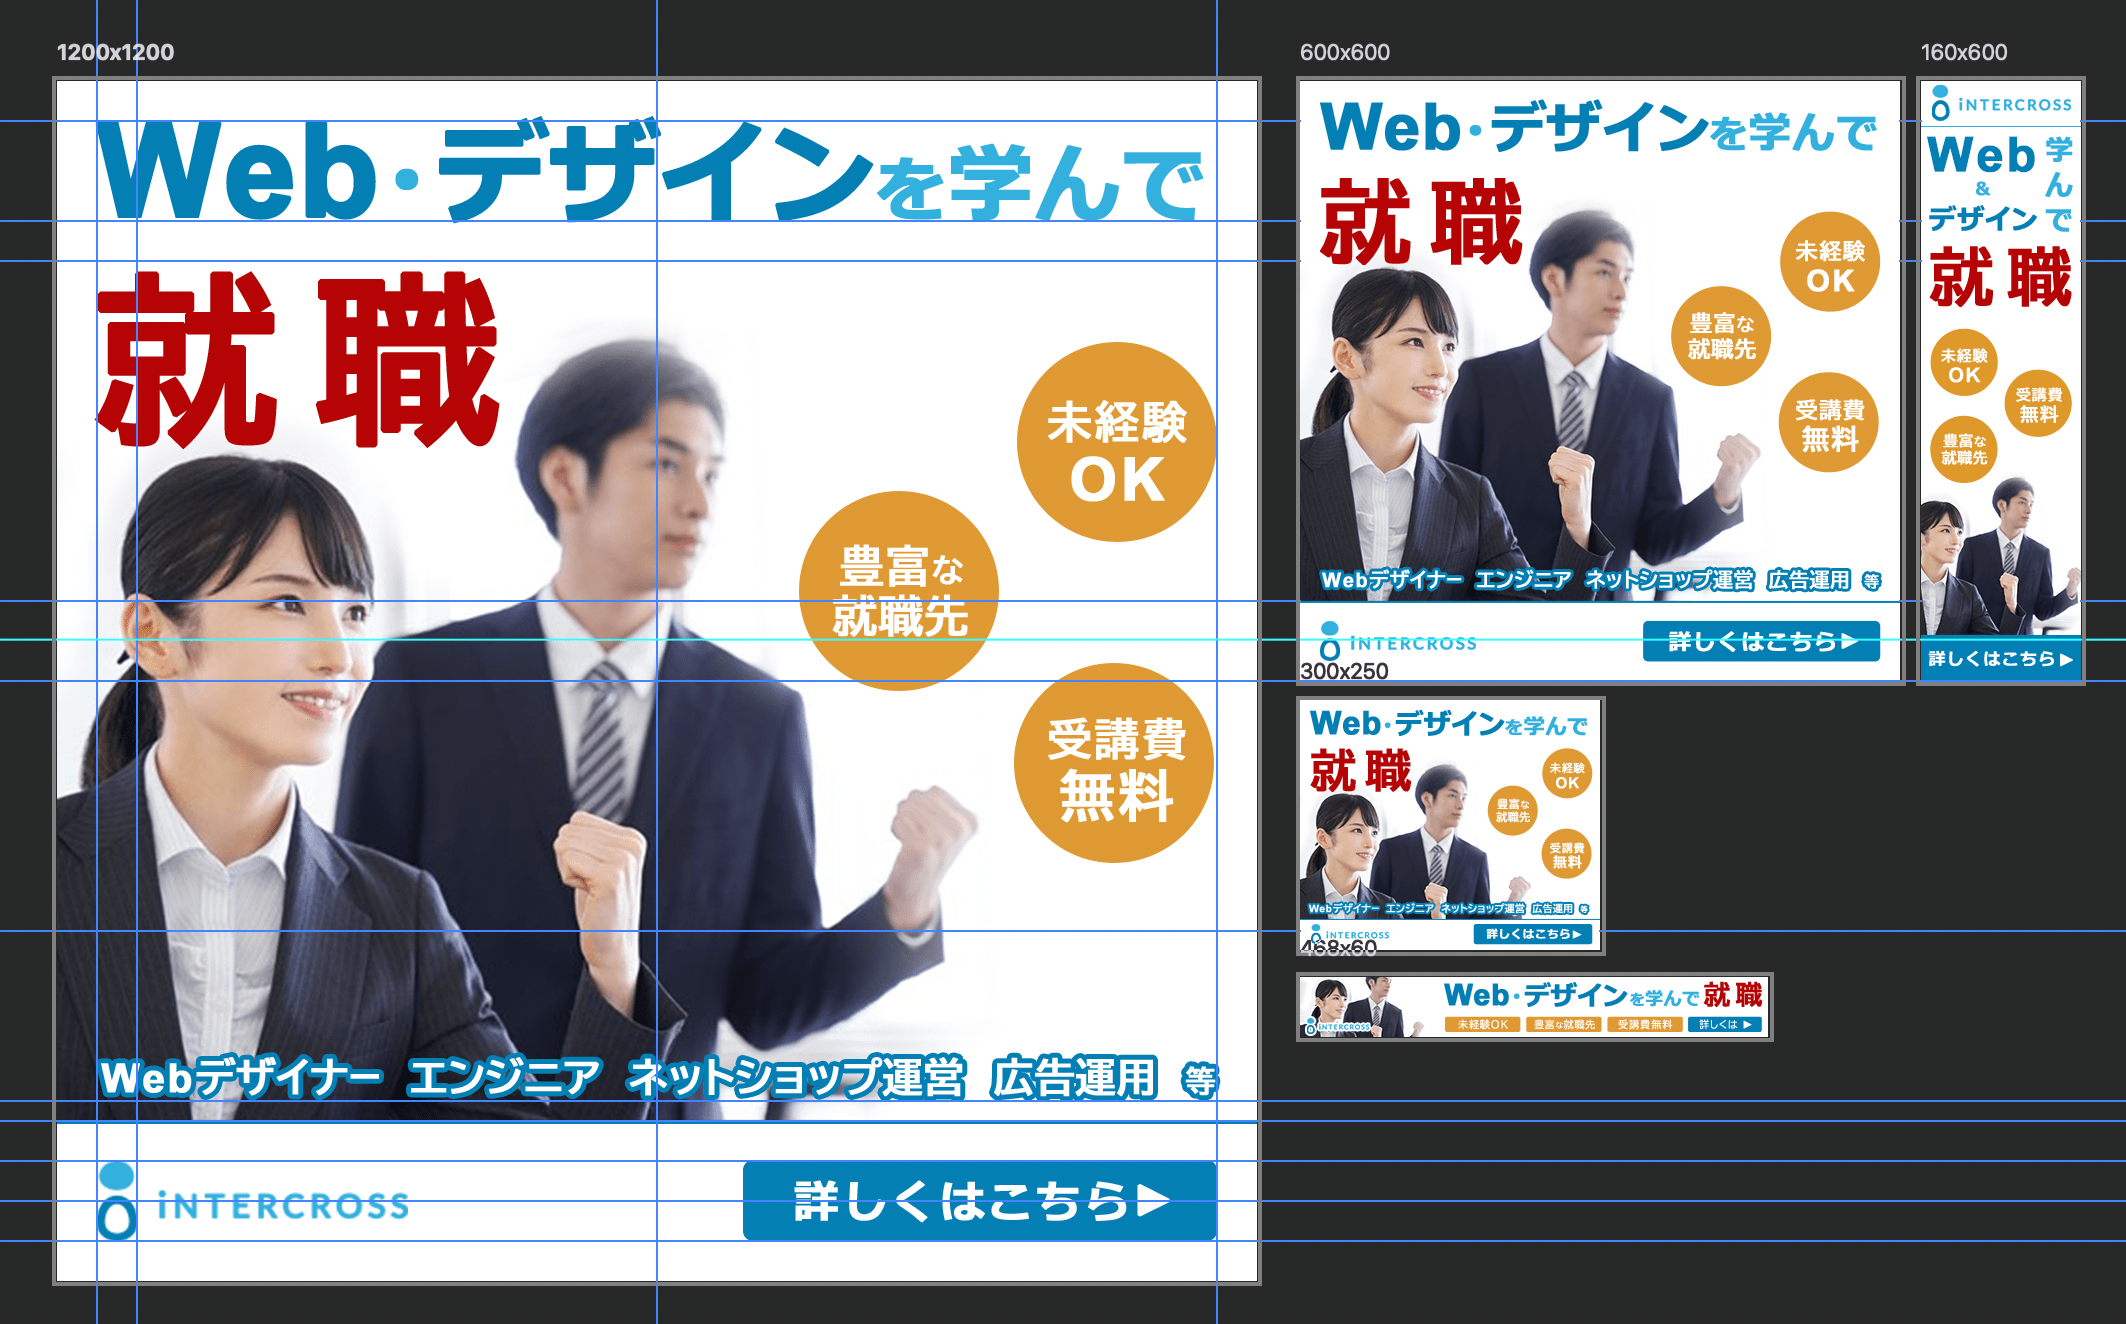 1200x1200
Web・デザインを学んで
就職
未経験
OK
豊富な
就職先
受講費
無料
Webデザイナー エンジニア ネットショップ運営 広告運用 等
iNTERCROSS
詳しくはこちら▶
600x600
Web・デザインを学んで
就職
未経験
OK
豊富な
就職先
受講費
無料
Webデザイナー エンジニア ネットショップ運営 広告運用 等
iNTERCROSS
詳しくはこちら▶
160x600
iNTERCROSS
Web
&
デザイン
学んで
就職
未経験
OK
受講費
無料
豊富な
就職先
詳しくはこちら▶
300x250
Web・デザインを学んで
就職
未経験
OK
豊富な
就職先
受講費
無料
Webデザイナー エンジニア ネットショップ運営 広告運用 等
iNTERCROSS
詳しくはこちら▶
468x60
Web・デザインを学んで就職
iNTERCROSS
未経験OK 豊富な就職先 受講費無料 詳しくは ▶